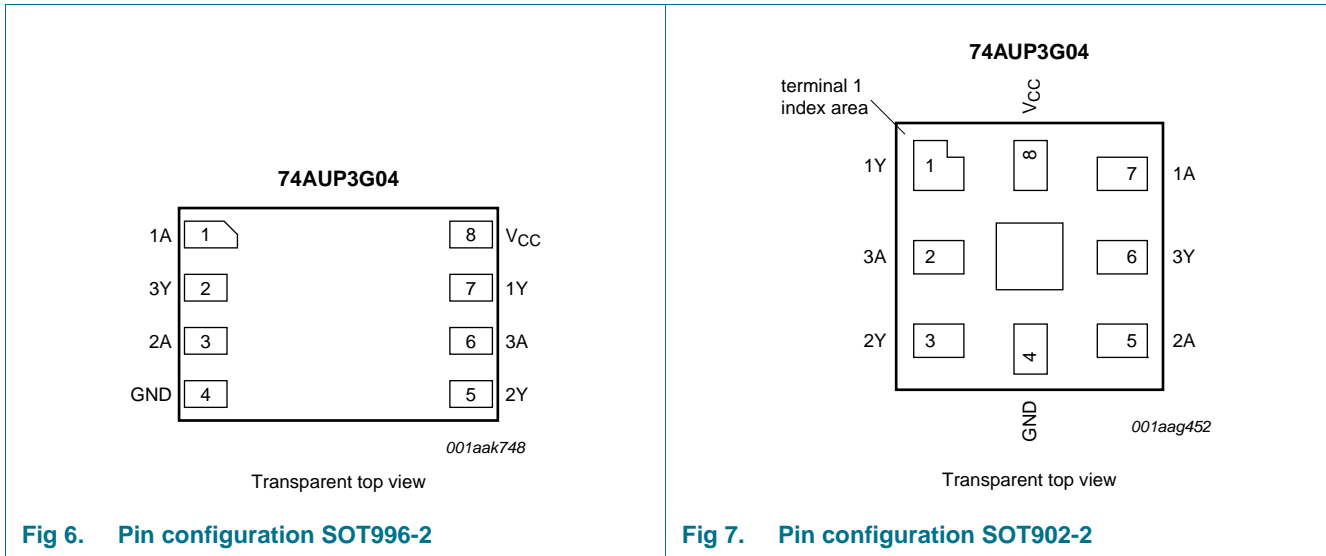 74AUP3G04
1A 1 8 VCC
3Y 2 7 1Y
2A 3 6 3A
GND 4 5 2Y
001aak748
Transparent top view
Fig 6. Pin configuration SOT996-2
74AUP3G04
terminal 1
index area
VCC
1Y 1 8 7 1A
3A 2 6 3Y
2Y 3 4 5 2A
GND
001aag452
Transparent top view
Fig 7. Pin configuration SOT902-2